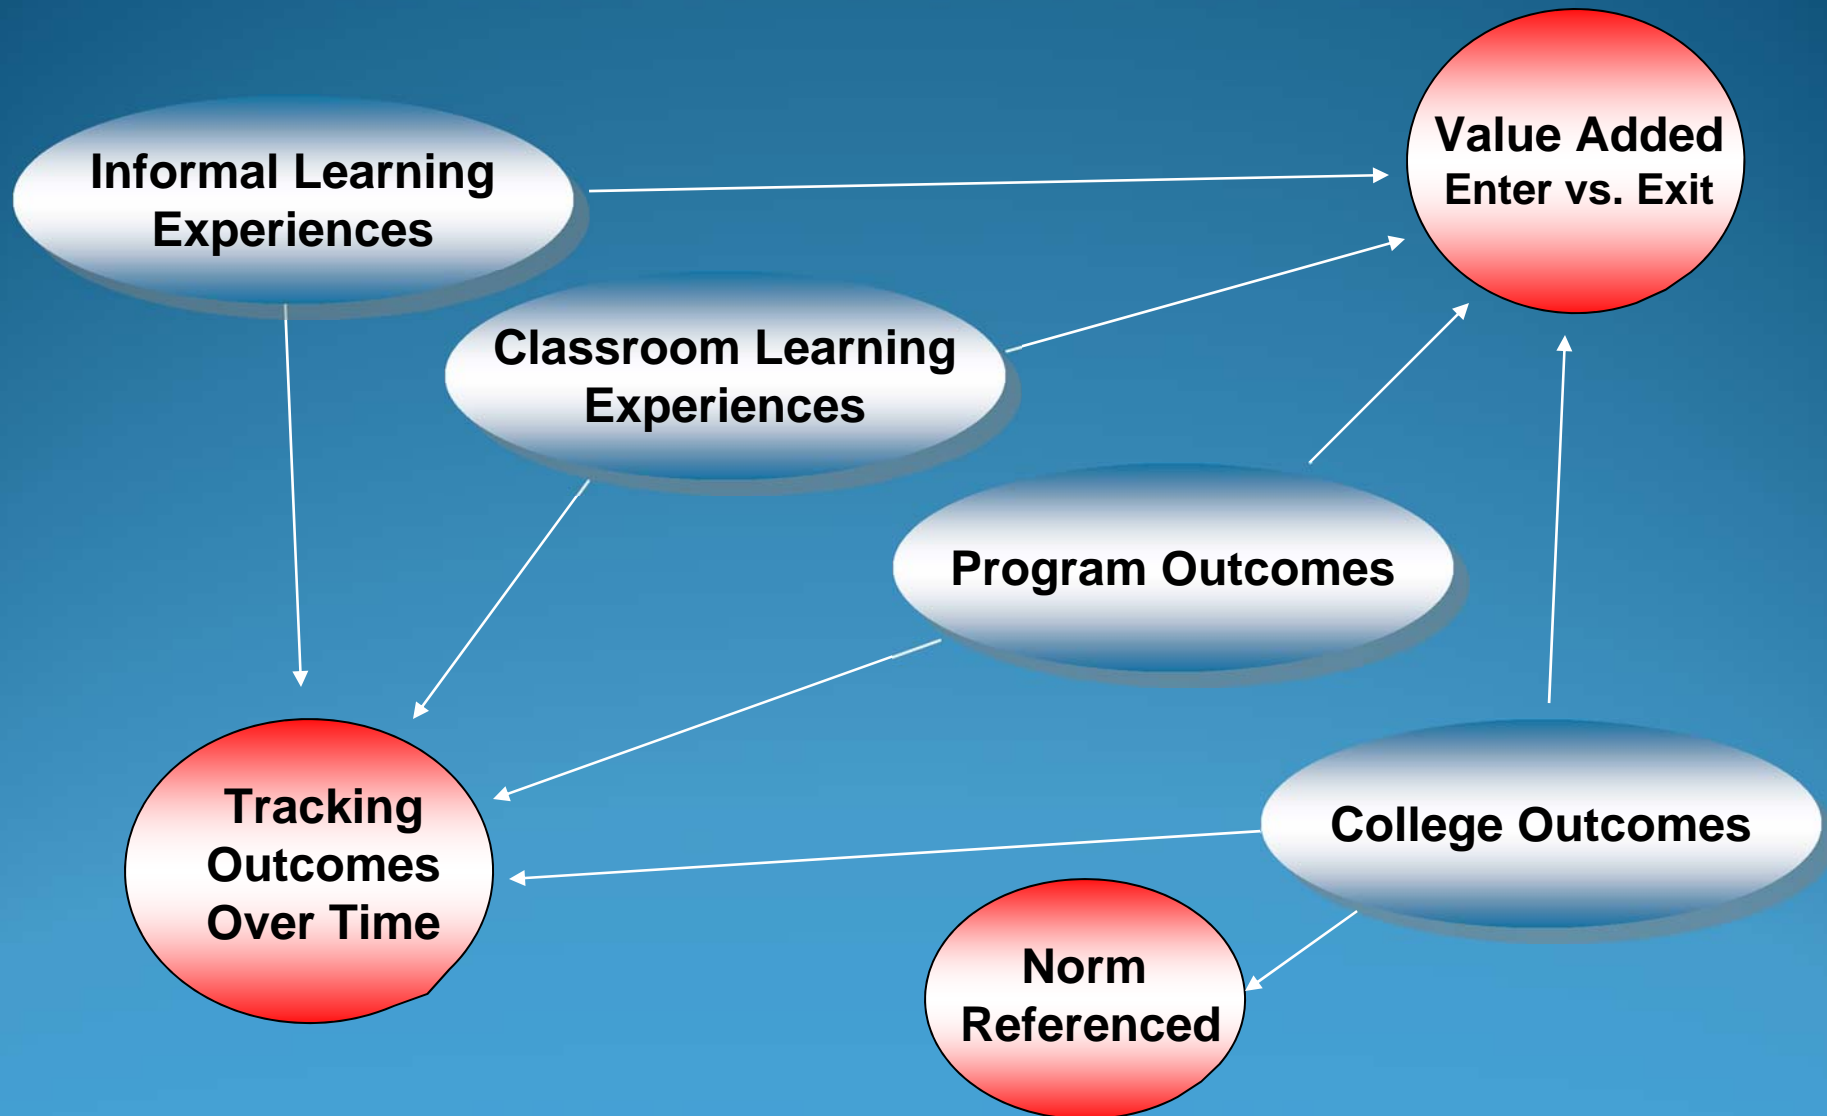 Informal Learning
Experiences
Value Added
Enter vs. Exit
Classroom Learning
Experiences
Program Outcomes
Tracking
Outcomes
Over Time
College Outcomes
Norm
Referenced